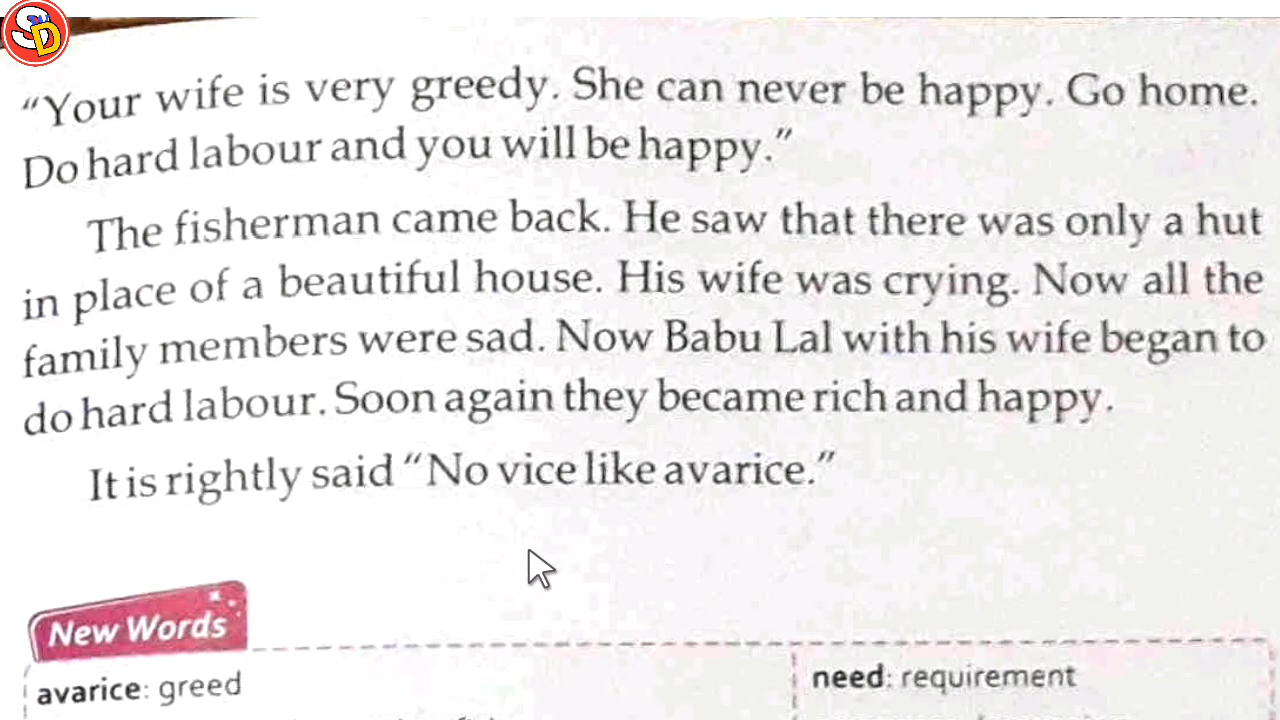 SD
"Your wife is very greedy. She can never be happy. Go home.
Do hard labour and you will be happy."
The fisherman came back. He saw that there was only a hut
in place of a beautiful house. His wife was crying. Now all the
family members were sad. Now Babu Lal with his wife began to
do hard labour. Soon again they became rich and happy.
It is rightly said "No vice like avarice."
New Words
avarice: greed
need: requirement